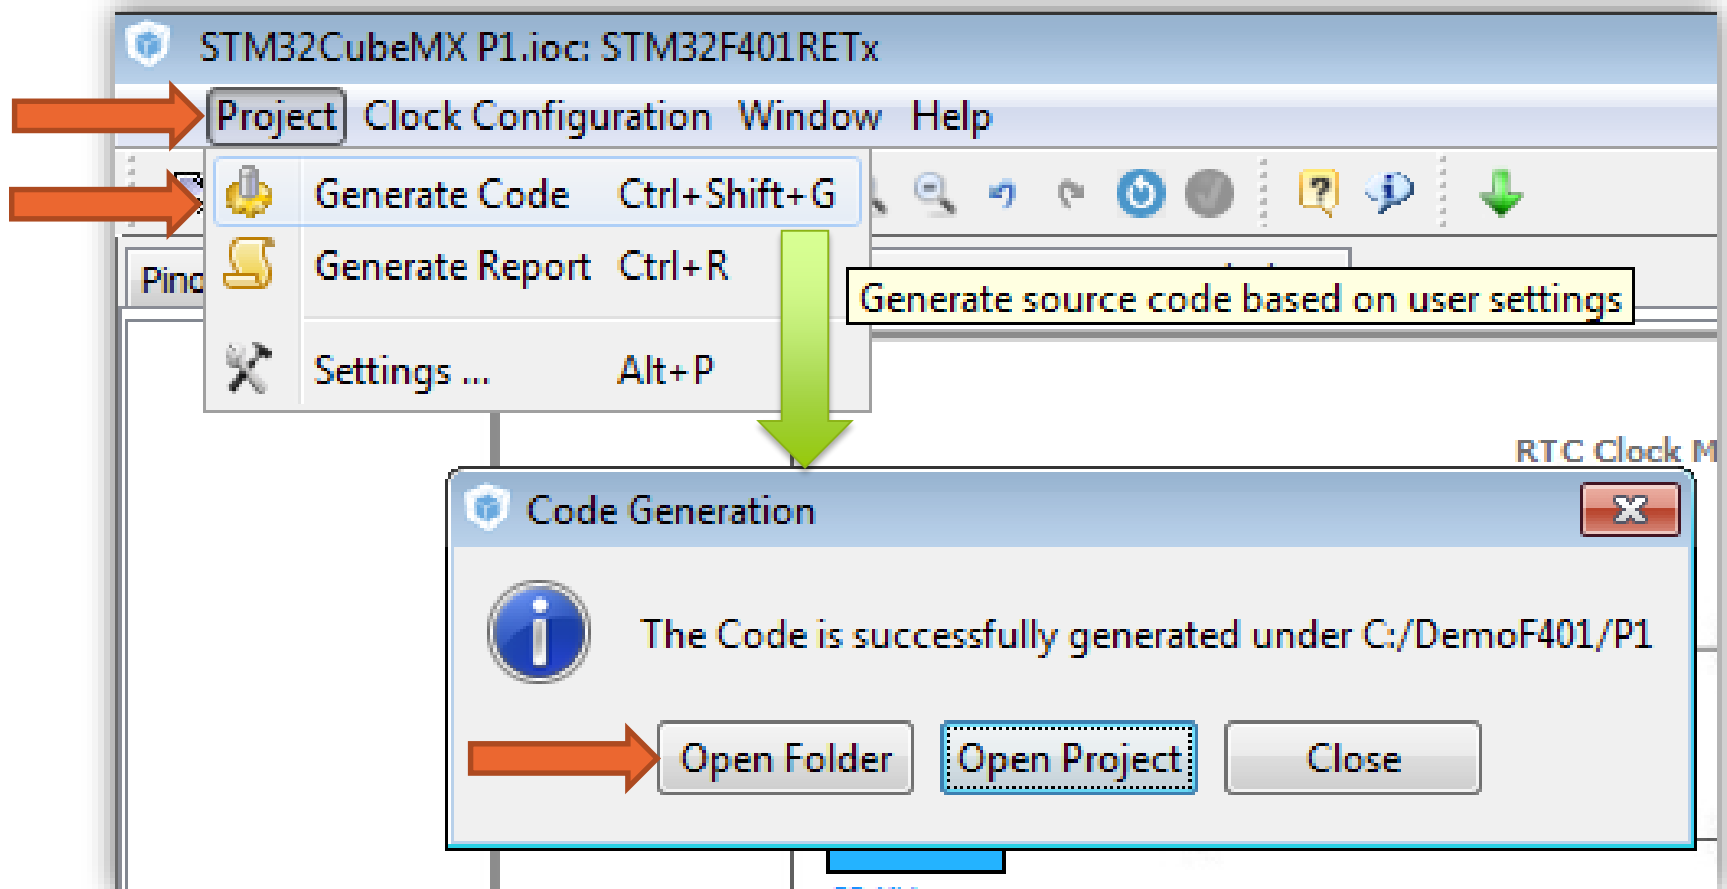 STM32CubeMX P1.ioc: STM32F401RETx
Project Clock Configuration Window Help
Generate Code Ctrl+Shift+G
Generate Report Ctrl+R
Generate source code based on user settings
Settings ... Alt+P
RTC Clock M
Code Generation
The Code is successfully generated under C:/DemoF401/P1
Open Folder Open Project Close